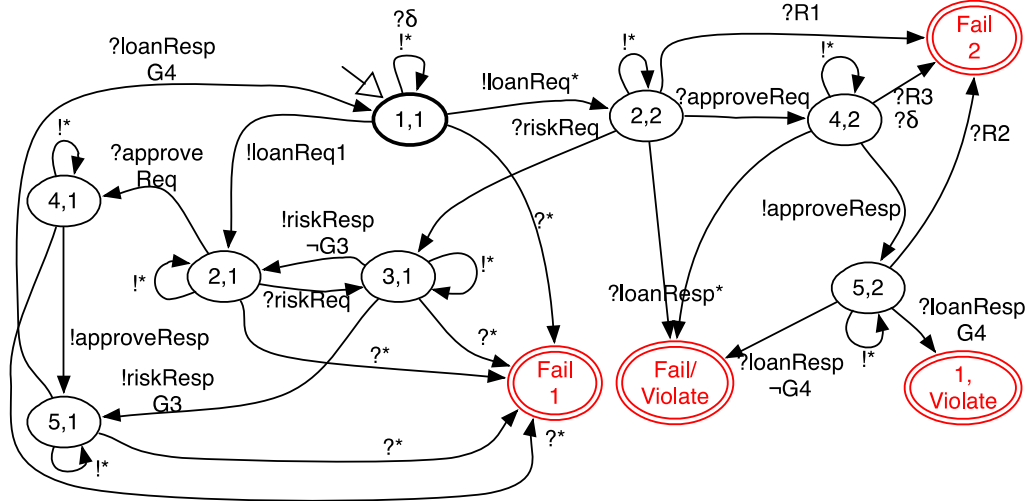 ?R1
Fail
2
?δ
!*
?loanResp
G4
!*
!*
!loanReq*
?approveReq
?R3
?δ
1,1
2,2
4,2
?riskReq
!*
?R2
!loanReq1
?approve
Req
4,1
!approveResp
!riskResp
¬G3
?*
!*
!*
2,1
3,1
5,2
?riskReq
?loanResp*
?loanResp
G4
!approveResp
?*
?*
!*
?loanResp
¬G4
!riskResp
G3
Fail
1
Fail/
Violate
1,
Violate
5,1
?*
?*
!*